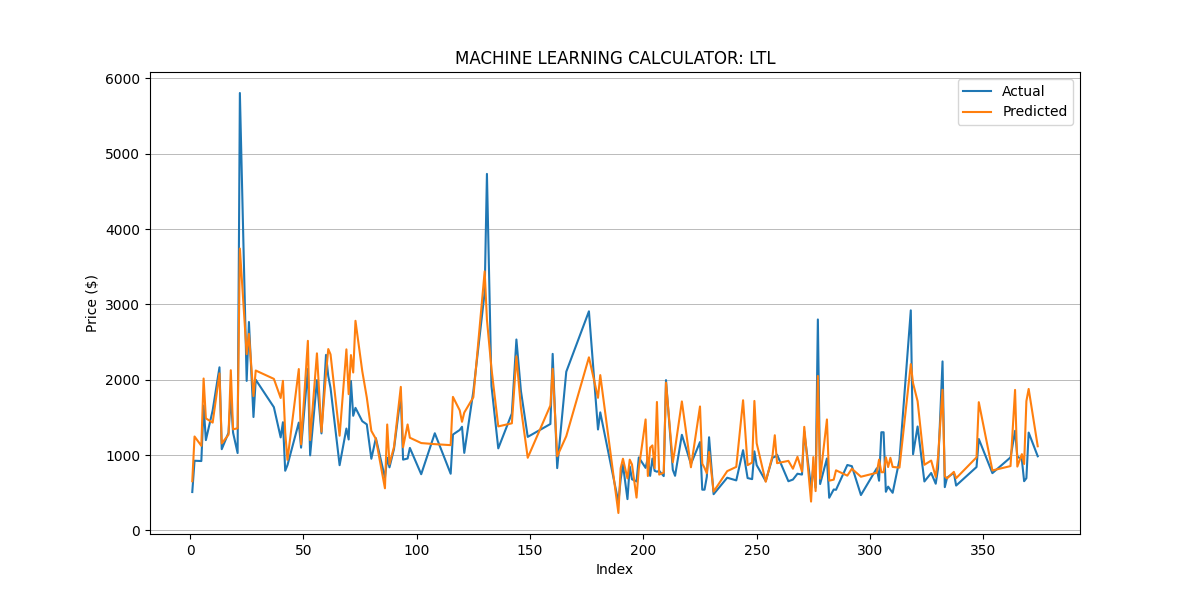 MACHINE LEARNING CALCULATOR: LTL
Actual
Predicted
6000
5000
4000
3000
2000
1000
0
Price ($)
0 50 100 150 200 250 300 350
Index